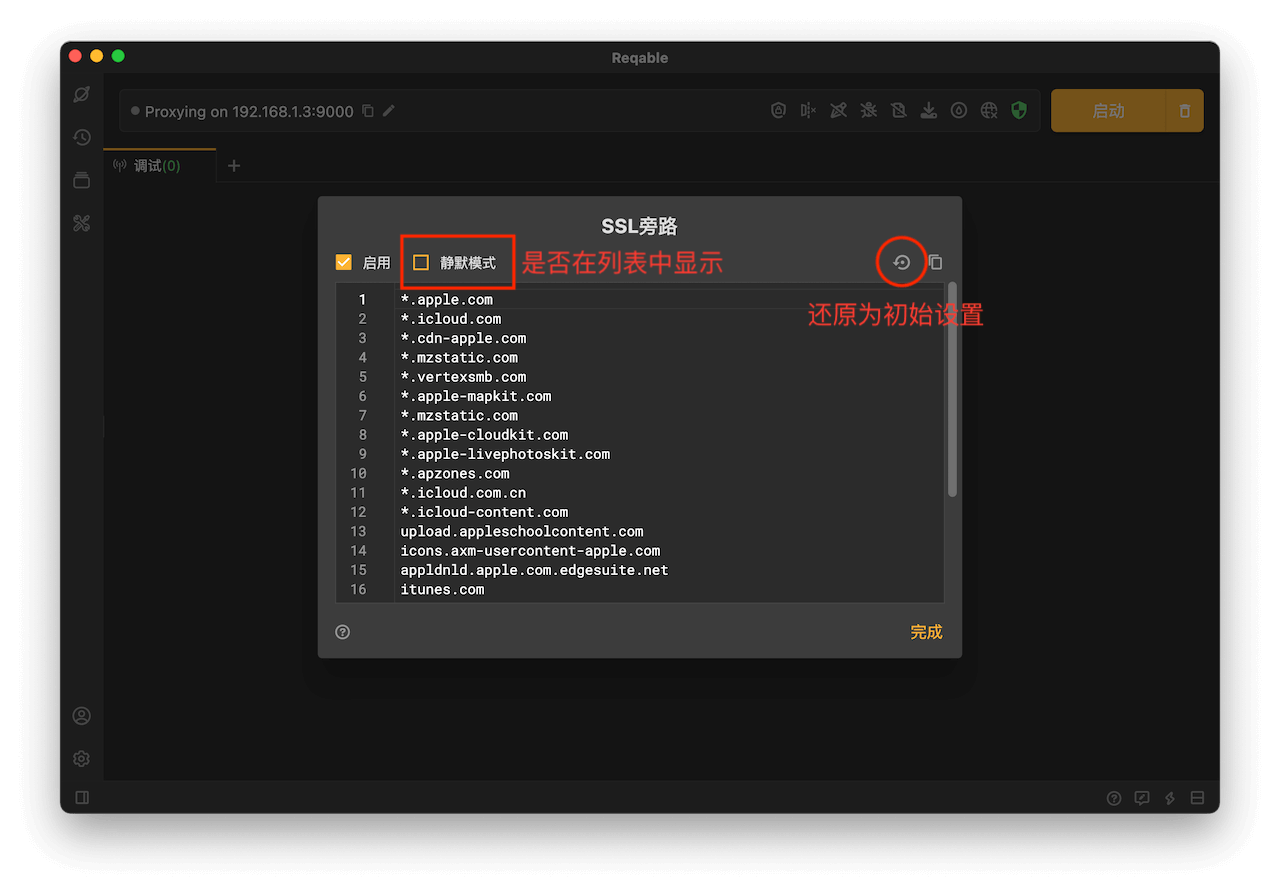 Reqable
Proxying on 192.168.1.3:9000
启动
调试(0)
SSL旁路
启用
静默模式
是否在列表中显示
还原为初始设置
1 *.apple.com
2 *.icloud.com
3 *.cdn-apple.com
4 *.mzstatic.com
5 *.vertexsmb.com
6 *.apple-mapkit.com
7 *.mzstatic.com
8 *.apple-cloudkit.com
9 *.apple-livephotoskit.com
10 *.apzones.com
11 *.icloud.com.cn
12 *.icloud-content.com
13 upload.appleschoolcontent.com
14 icons.axm-usercontent-apple.com
15 appldnld.apple.com.edgesuite.net
16 itunes.com
完成